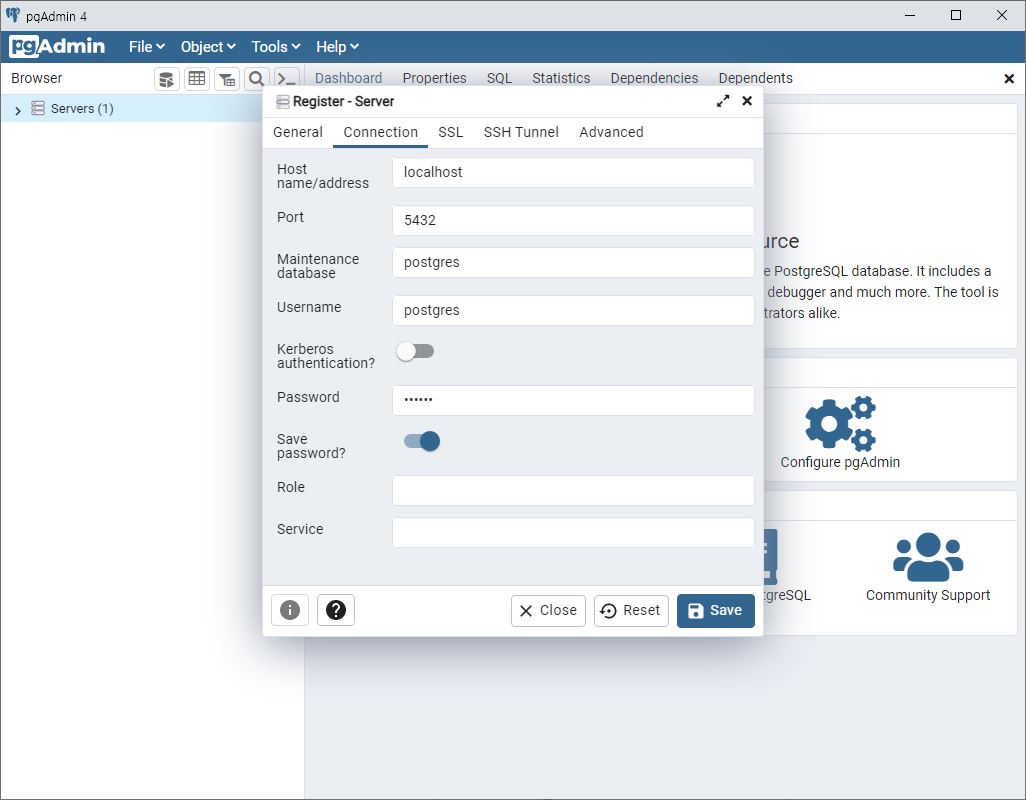 pgAdmin 4
pgAdmin File Object Tools Help
Browser
Dashboard Properties SQL Statistics Dependencies Dependents
Servers (1)
Register - Server
General Connection SSL SSH Tunnel Advanced
Host
name/address
localhost
Port
5432
Maintenance
database
postgres
Username
postgres
Kerberos
authentication?
Password
••••••
Save
password?
Role
Service
Close Reset Save
PostgreSQL database. It includes a
debugger and much more. The tool is
alike.
Configure pgAdmin
Community Support